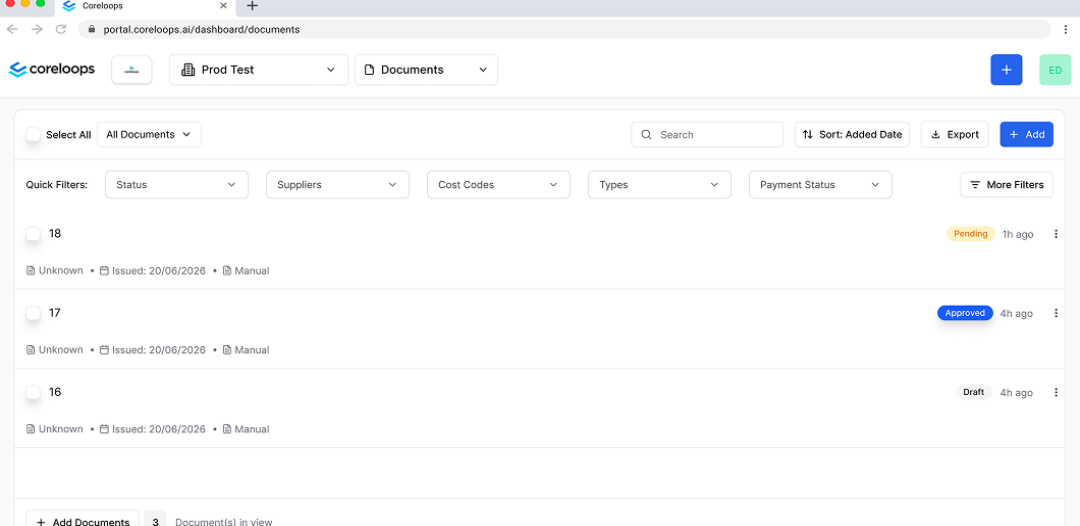 Coreloops
portal.coreloops.ai/dashboard/documents
coreloops Prod Test Documents ED
Select All All Documents Search Sort: Added Date Export Add
Quick Filters: Status Suppliers Cost Codes Types Payment Status More Filters
18 Pending 1h ago
Unknown • Issued: 20/06/2026 • Manual
17 Approved 4h ago
Unknown • Issued: 20/06/2026 • Manual
16 Draft 4h ago
Unknown • Issued: 20/06/2026 • Manual
+ Add Documents 3 Document(s) in view